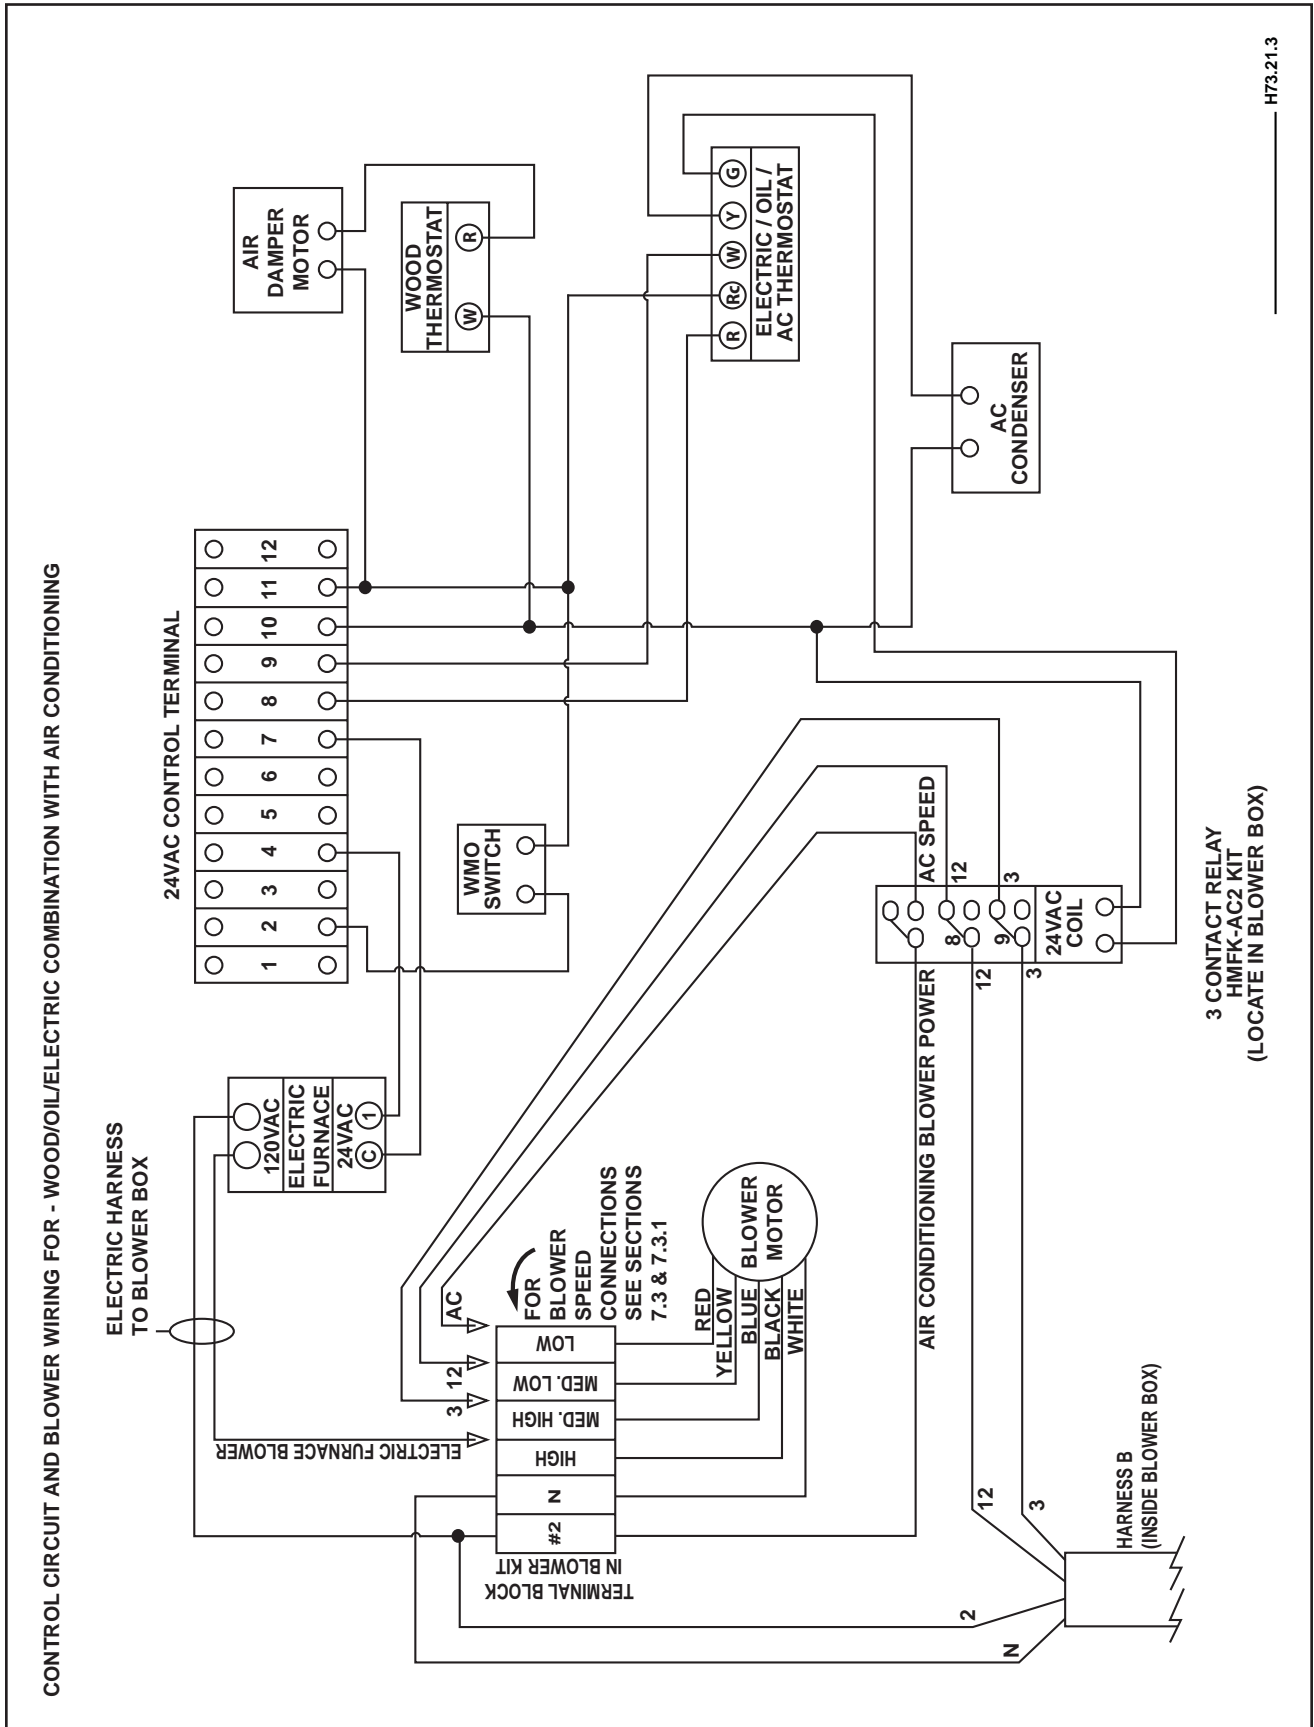 CONTROL CIRCUIT AND BLOWER WIRING FOR - WOOD/OIL/ELECTRIC COMBINATION WITH AIR CONDITIONING
ELECTRIC HARNESS
TO BLOWER BOX
120VAC
ELECTRIC
FURNACE
24VAC
C
1
24VAC CONTROL TERMINAL
1
2
3
4
5
6
7
8
9
10
11
12
AIR
DAMPER
MOTOR
WOOD
THERMOSTAT
W
R
WMO
SWITCH
R
Rc
W
Y
G
ELECTRIC / OIL /
AC THERMOSTAT
AC
CONDENSER
ELECTRIC FURNACE BLOWER
3
12
AC
FOR
BLOWER
SPEED
CONNECTIONS
SEE SECTIONS
7.3 & 7.3.1
LOW
MED. LOW
MED. HIGH
HIGH
N
#2
TERMINAL BLOCK
IN BLOWER KIT
RED
YELLOW
BLUE
BLACK
WHITE
BLOWER
MOTOR
AIR CONDITIONING BLOWER POWER
AC SPEED
12
3
8
9
12
3
24VAC
COIL
3 CONTACT RELAY
HMFK-AC2 KIT
(LOCATE IN BLOWER BOX)
N
2
12
3
HARNESS B
(INSIDE BLOWER BOX)
H73.21.3